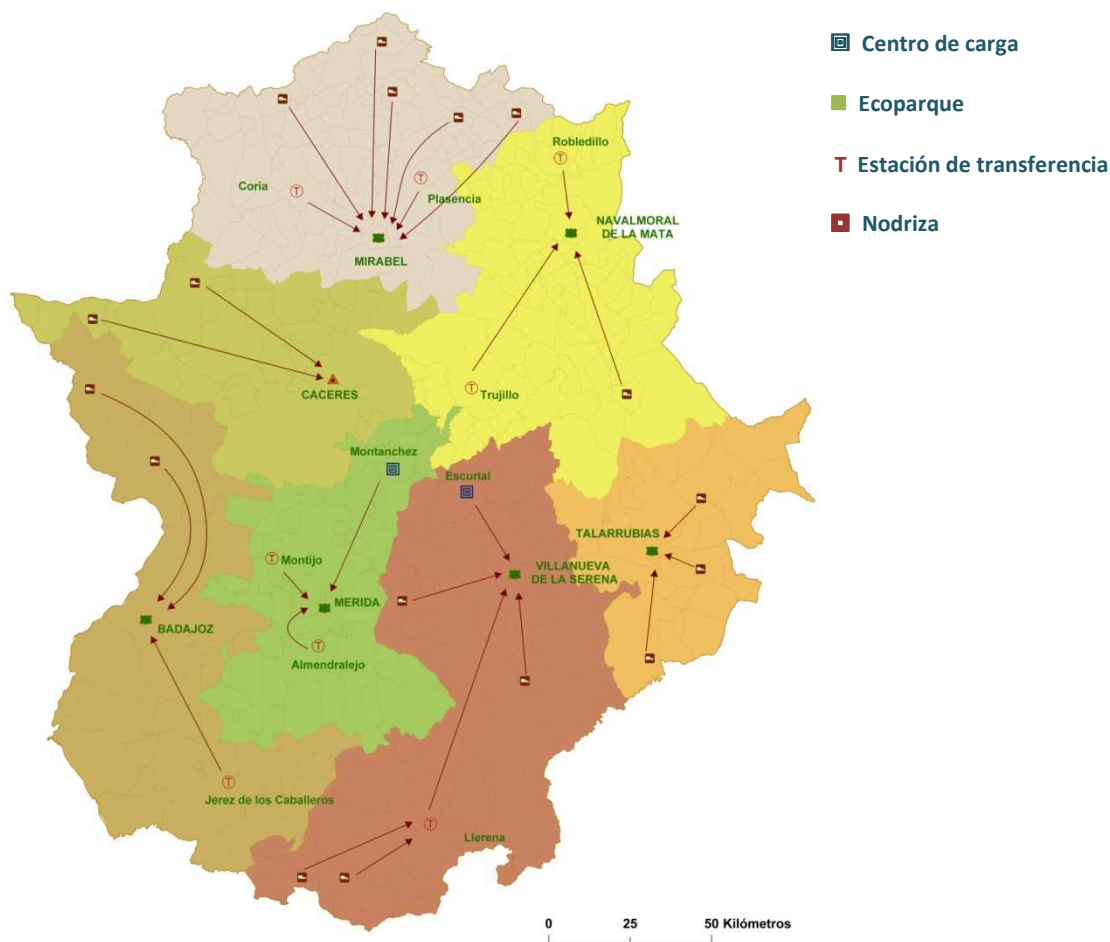 Centro de carga
Ecoparque
T Estación de transferencia
Nodriza
Robledillo
T
Coria
T
T
Plasencia
NAVALMORAL
DE LA MATA
MIRABEL
CACERES
T
Trujillo
Montanchez
Escurial
TALARRUBIAS
T
Montijo
VILLANUEVA
DE LA SERENA
MERIDA
BADAJOZ
T
Almendralejo
T
Jerez de los Caballeros
T
Llerena
0 25 50 Kilómetros